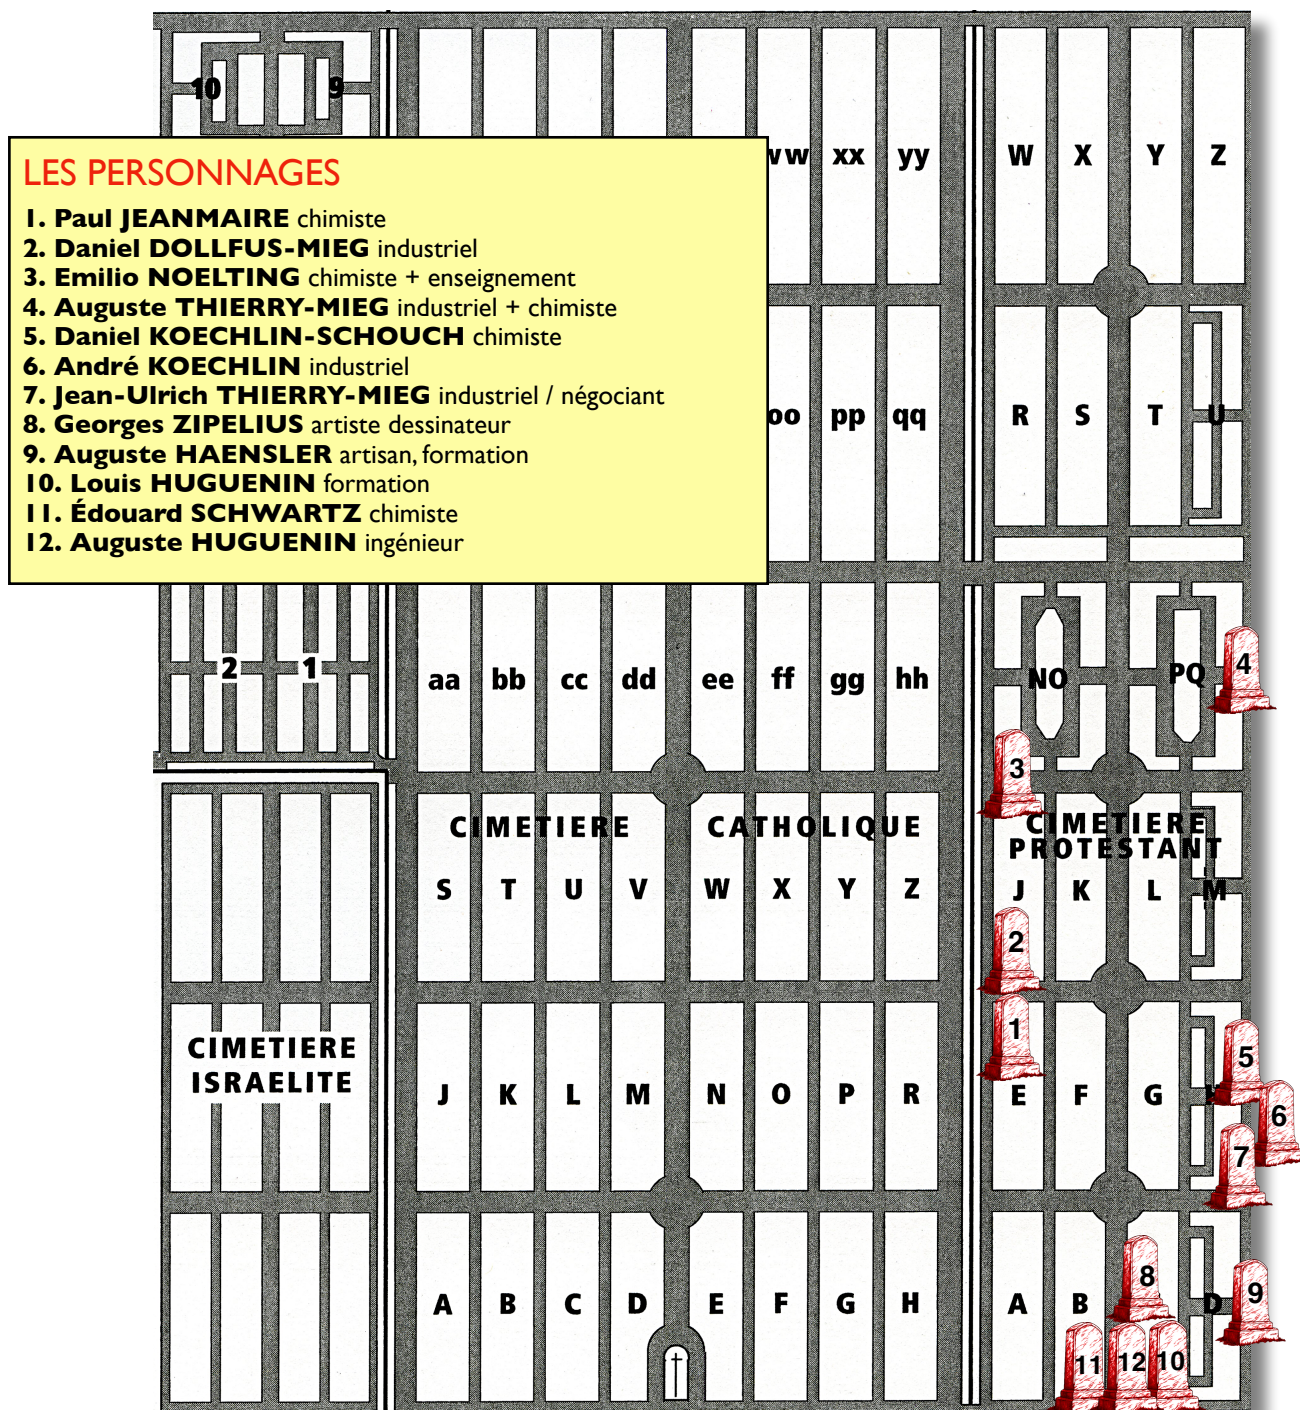 10 9
vw xx yy W X Y Z
LES PERSONNAGES
1. Paul JEANMAIRE chimiste
2. Daniel DOLLFUS-MIEG industriel
3. Emilio NOELTING chimiste + enseignement
4. Auguste THIERRY-MIEG industriel + chimiste
5. Daniel KOECHLIN-SCHOUCH chimiste
6. André KOECHLIN industriel
7. Jean-Ulrich THIERRY-MIEG industriel / négociant
8. Georges ZIPELIUS artiste dessinateur
9. Auguste HAENSLER artisan, formation
10. Louis HUGUENIN formation
11. Édouard SCHWARTZ chimiste
12. Auguste HUGUENIN ingénieur
oo pp qq R S T U
2 1 aa bb cc dd ee ff gg hh NO PQ 4
3
CIMETIERE CATHOLIQUE
CIMETIERE
PROTESTANT
S T U V W X Y Z J K L M
2
1
CIMETIERE
ISRAELITE
J K L M N O P R E F G
5
6
7
A B C D E F G H A B D
8
9
11 12 10